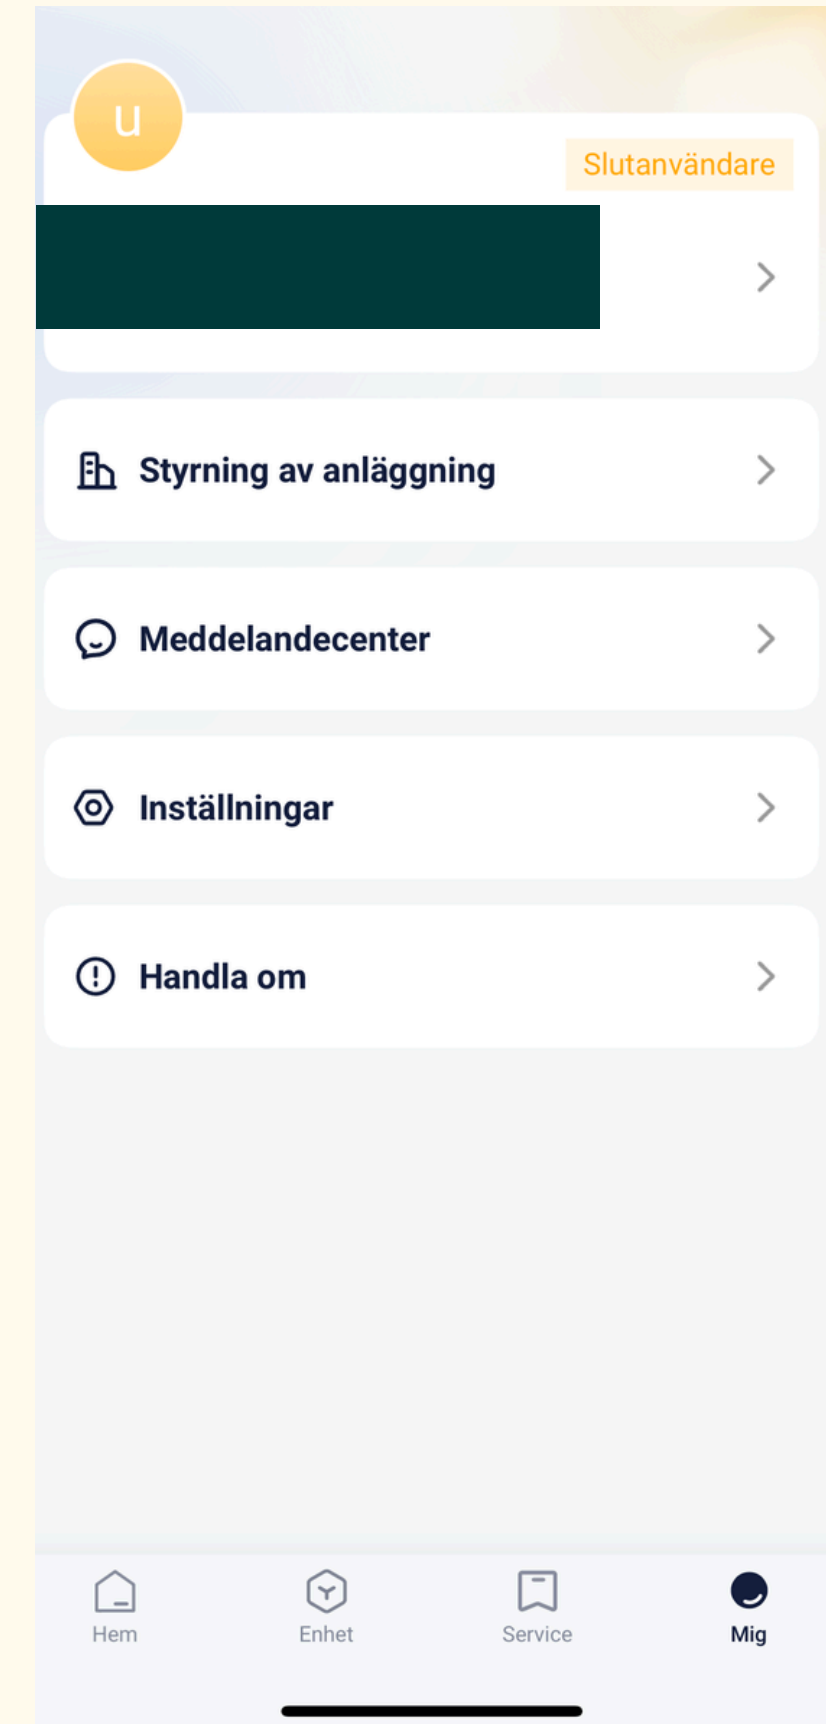 u
Slutanvändare
Styrning av anläggning
Meddelandecenter
Inställningar
Handla om
Hem
Enhet
Service
Mig